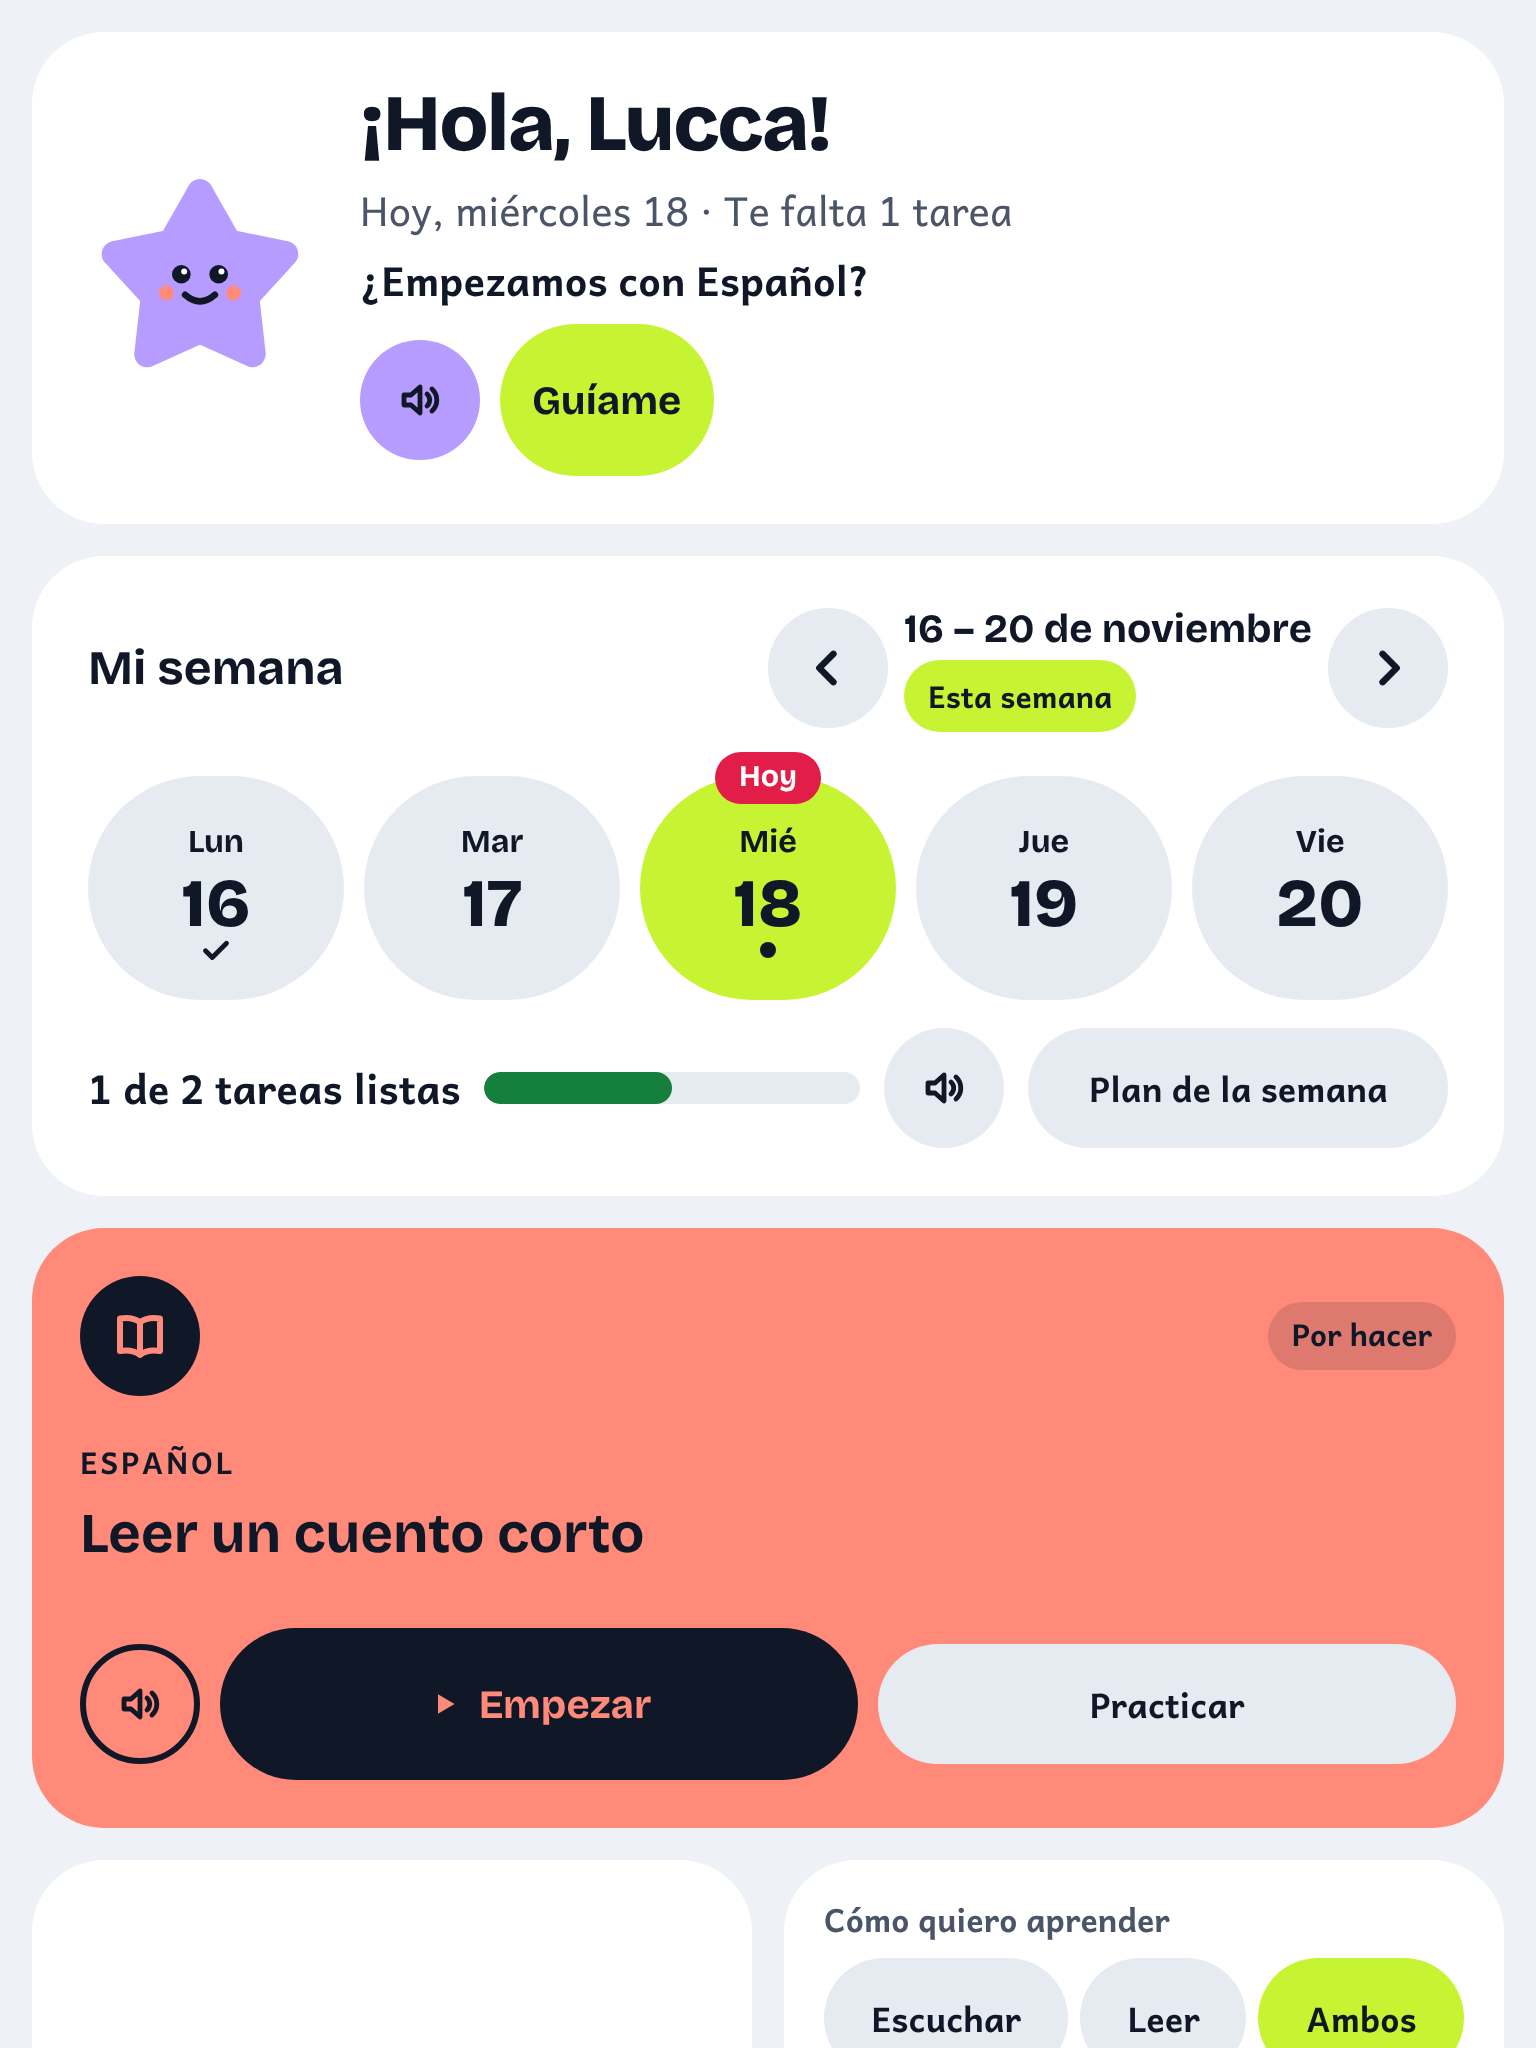 ¡Hola, Lucca!
Hoy, miércoles 18 · Te falta 1 tarea
¿Empezamos con Español?
Guíame
Mi semana
16 – 20 de noviembre
Esta semana
Hoy
Lun
16
Mar
17
Mié
18
Jue
19
Vie
20
1 de 2 tareas listas
Plan de la semana
Por hacer
ESPAÑOL
Leer un cuento corto
Empezar
Practicar
Cómo quiero aprender
Escuchar
Leer
Ambos